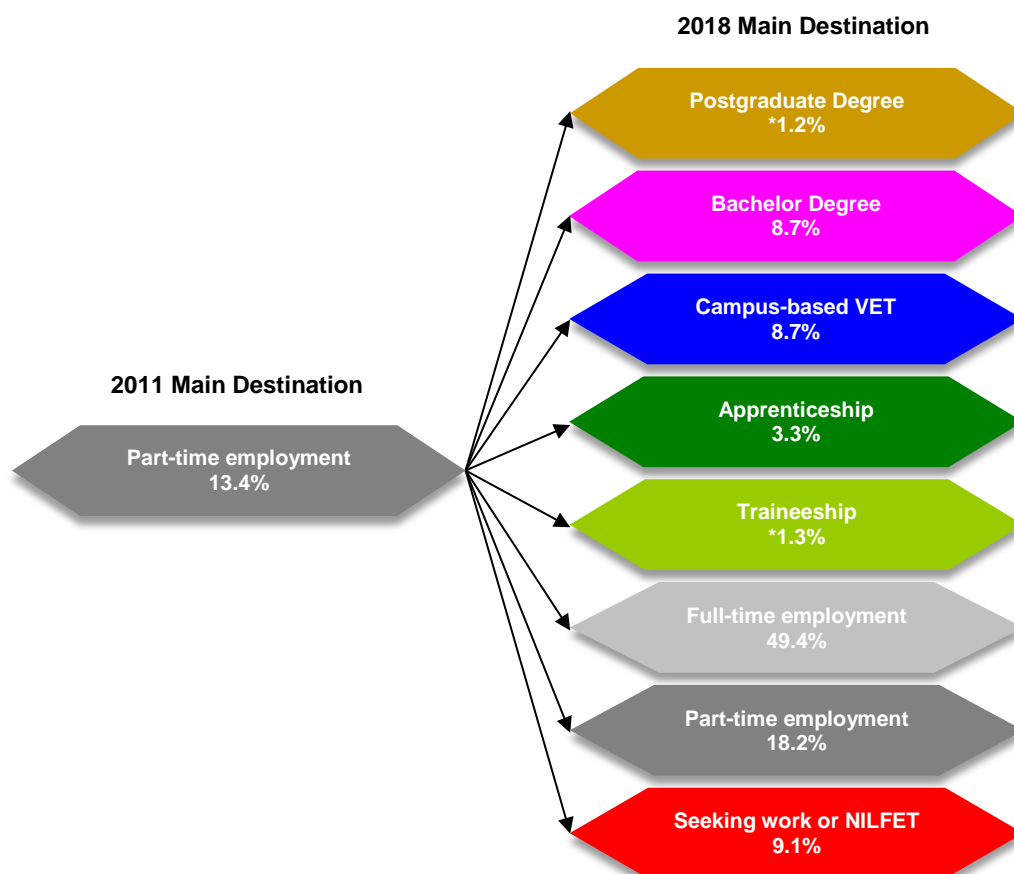 2018 Main Destination
Postgraduate Degree
*1.2%
Bachelor Degree
8.7%
Campus-based VET
8.7%
2011 Main Destination
Apprenticeship
3.3%
Part-time employment
13.4%
Traineeship
*1.3%
Full-time employment
49.4%
Part-time employment
18.2%
Seeking work or NILFET
9.1%